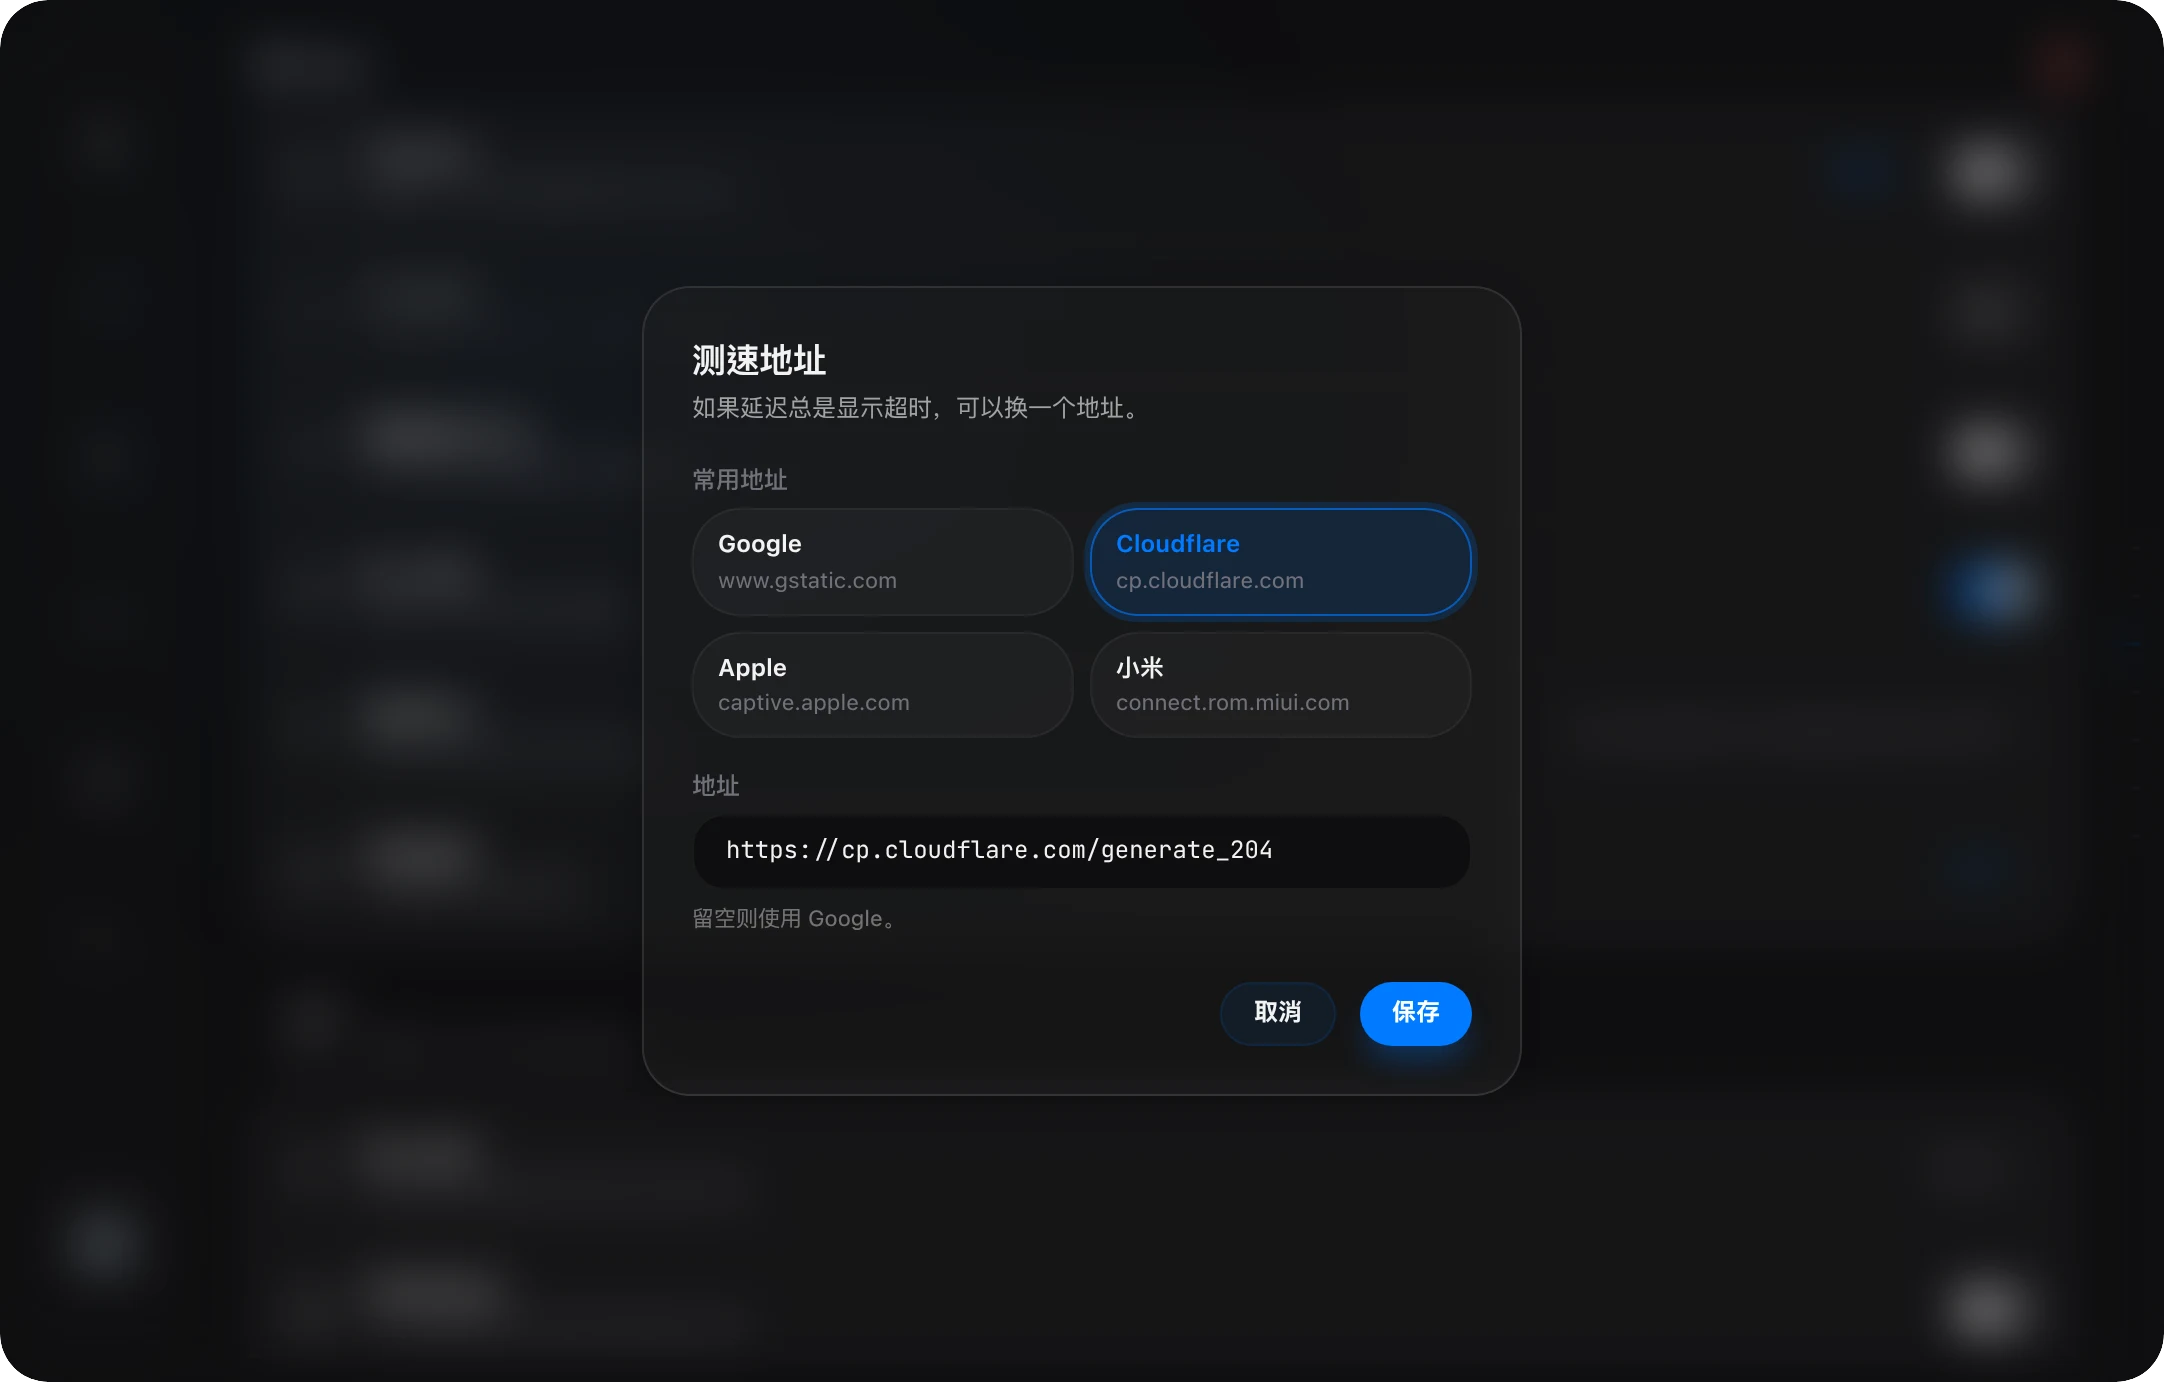 测速地址
如果延迟总是显示超时，可以换一个地址。
常用地址
Google
www.gstatic.com
Cloudflare
cp.cloudflare.com
Apple
captive.apple.com
小米
connect.rom.miui.com
地址
https://cp.cloudflare.com/generate_204
留空则使用 Google。
取消
保存